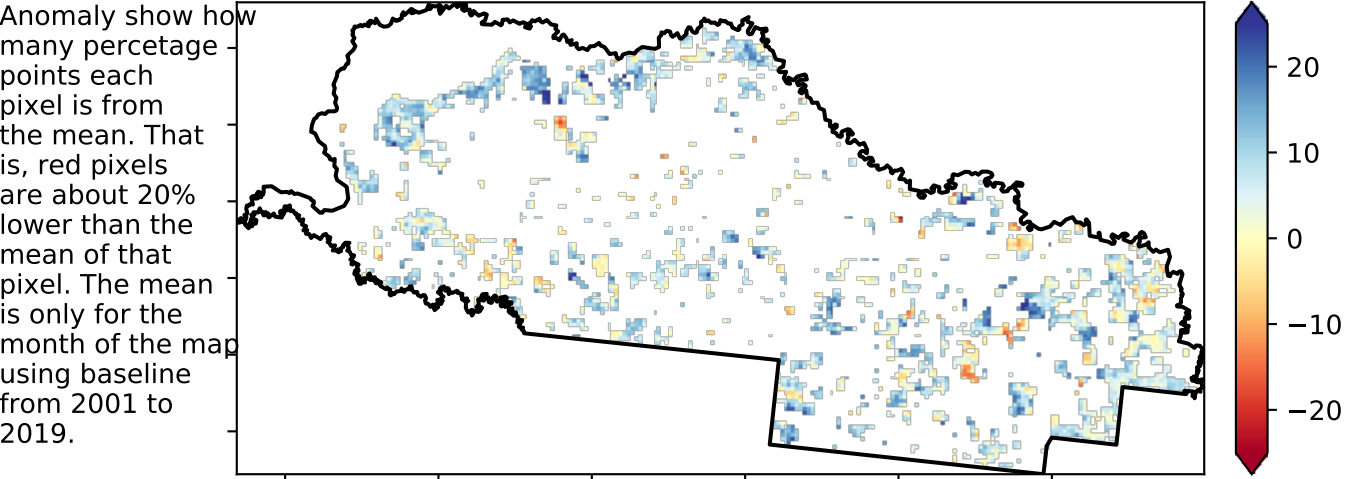 Anomaly show how
many percetage
points each
pixel is from
the mean. That
is, red pixels
are about 20%
lower than the
mean of that
pixel. The mean
is only for the
month of the map
using baseline
from 2001 to
2019.
20
10
0
−10
−20